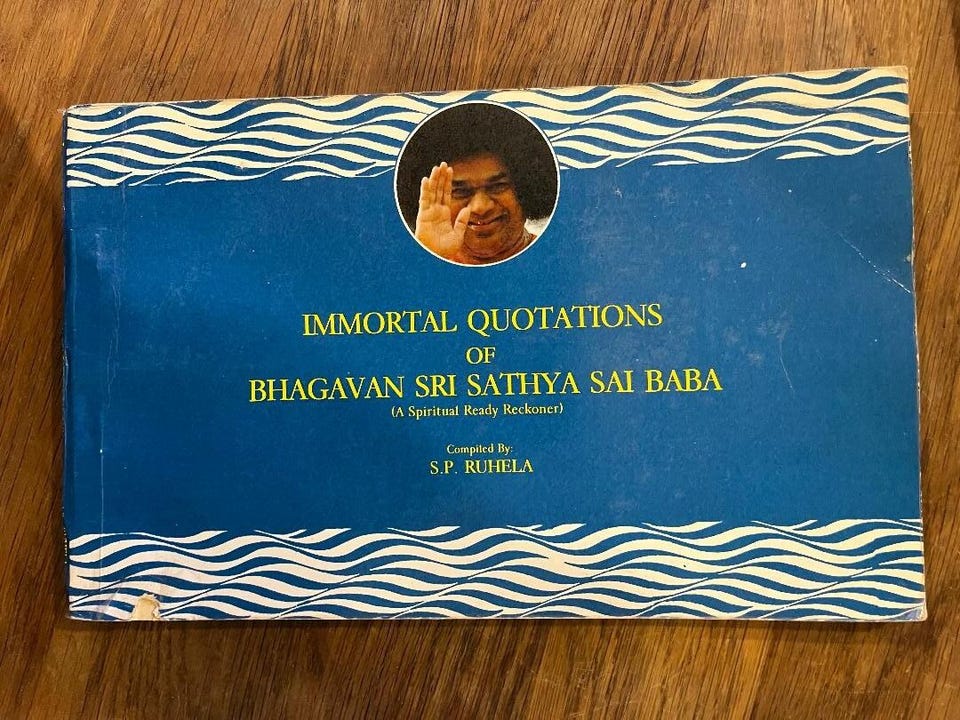 IMMORTAL QUOTATIONS
OF
BHAGAVAN SRI SATHYA SAI BABA
(A Spiritual Ready Reckoner)
Compiled By:
S.P. RUHELA